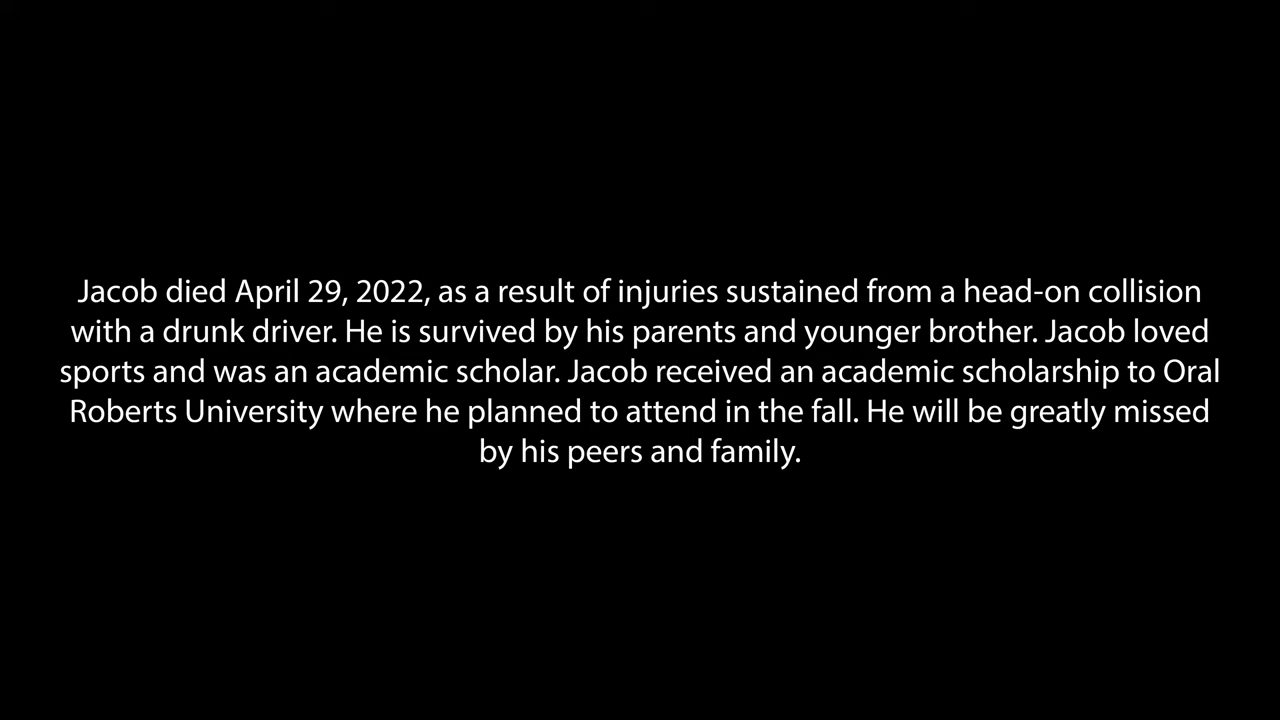 Jacob died April 29, 2022, as a result of injuries sustained from a head-on collision
with a drunk driver. He is survived by his parents and younger brother. Jacob loved
sports and was an academic scholar. Jacob received an academic scholarship to Oral
Roberts University where he planned to attend in the fall. He will be greatly missed
by his peers and family.